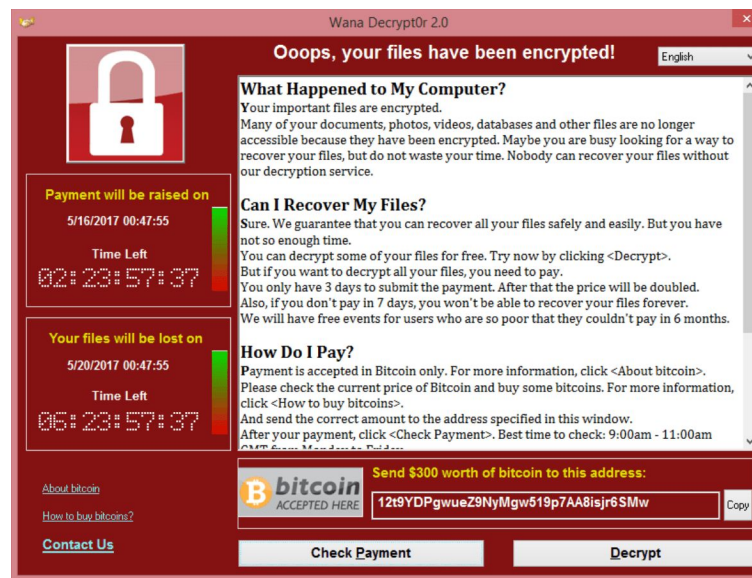 Wana Decrypt0r 2.0
Ooops, your files have been encrypted!
English
What Happened to My Computer?
Your important files are encrypted.
Many of your documents, photos, videos, databases and other files are no longer
accessible because they have been encrypted. Maybe you are busy looking for a way to
recover your files, but do not waste your time. Nobody can recover your files without
our decryption service.
Can I Recover My Files?
Sure. We guarantee that you can recover all your files safely and easily. But you have
not so enough time.
You can decrypt some of your files for free. Try now by clicking <Decrypt>.
But if you want to decrypt all your files, you need to pay.
You only have 3 days to submit the payment. After that the price will be doubled.
Also, if you don't pay in 7 days, you won't be able to recover your files forever.
We will have free events for users who are so poor that they couldn't pay in 6 months.
How Do I Pay?
Payment is accepted in Bitcoin only. For more information, click <About bitcoin>.
Please check the current price of Bitcoin and buy some bitcoins. For more information,
click <How to buy bitcoins>.
And send the correct amount to the address specified in this window.
After your payment, click <Check Payment>. Best time to check: 9:00am - 11:00am
GMT from Monday to Friday
Payment will be raised on
5/16/2017 00:47:55
Time Left
02:23:57:37
Your files will be lost on
5/20/2017 00:47:55
Time Left
06:23:57:37
About bitcoin
How to buy bitcoins?
Contact Us
bitcoin
ACCEPTED HERE
Send $300 worth of bitcoin to this address:
12t9YDPgwueZ9NyMgw519p7AA8isjr6SMw
Copy
Check Payment
Decrypt